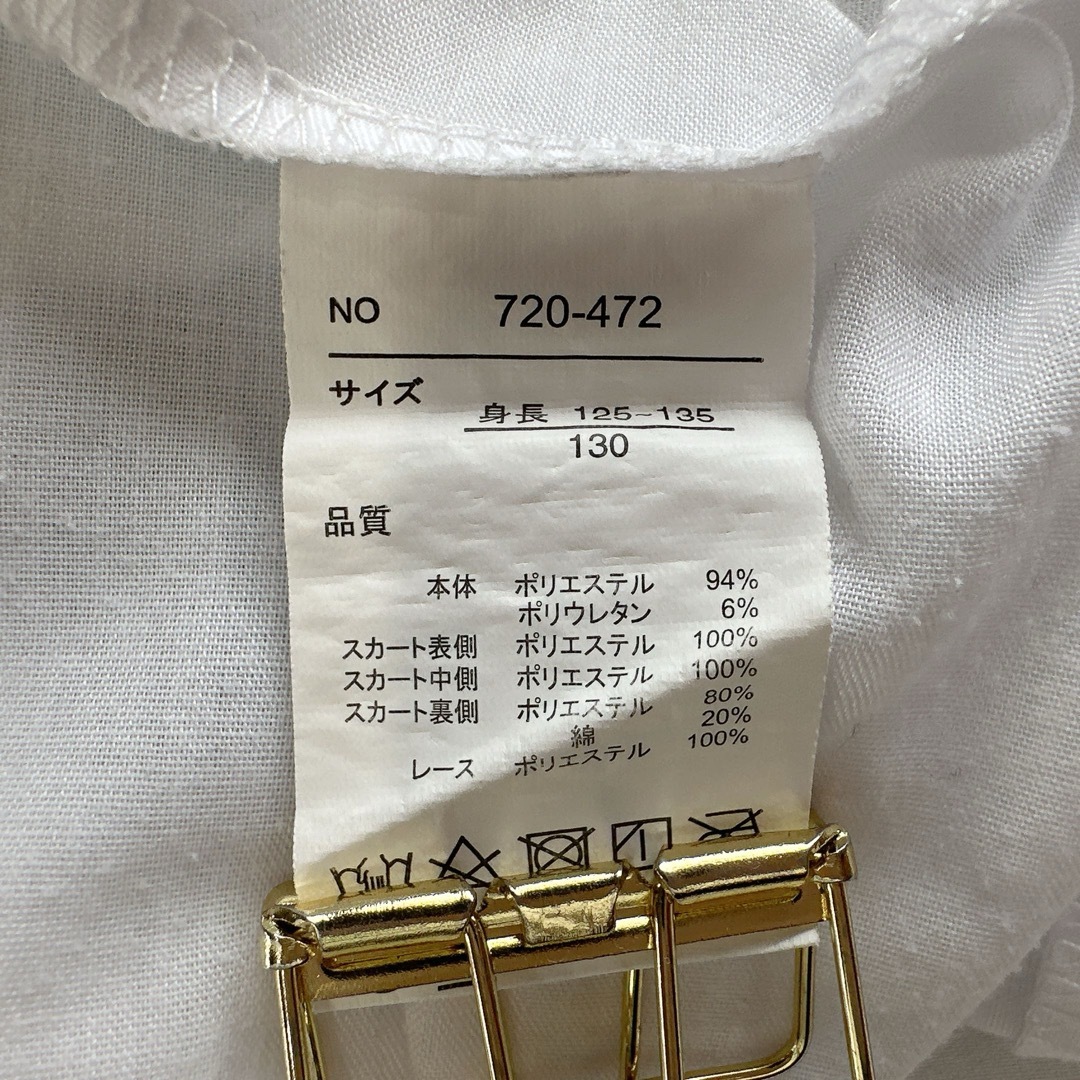 NO 720-472
サイズ 身長 125~135
130
品質
本体 ポリエステル 94%
ポリウレタン 6%
スカート表側 ポリエステル 100%
スカート中側 ポリエステル 100%
スカート裏側 ポリエステル 80%
綿 20%
レース ポリエステル 100%